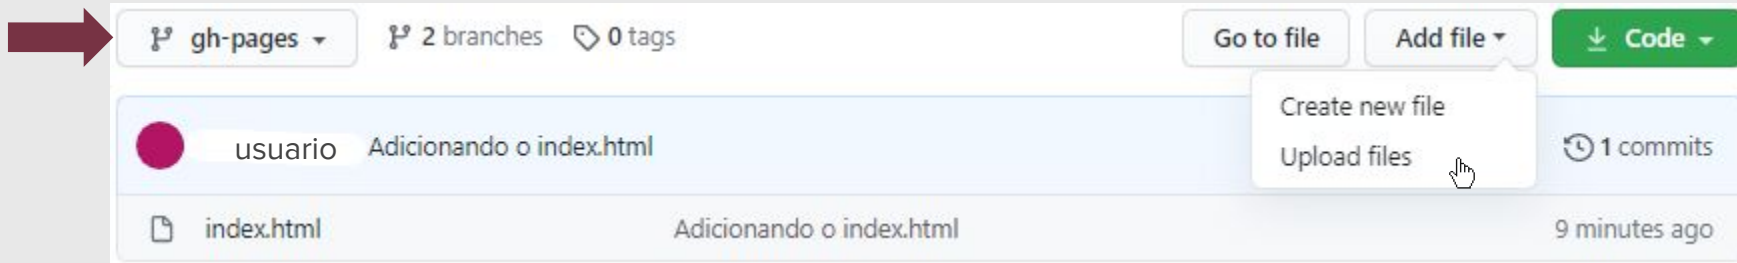 gh-pages 2 branches 0 tags Go to file Add file Code
Create new file
usuario Adicionando o index.html 1 commits
Upload files
index.html Adicionando o index.html 9 minutes ago